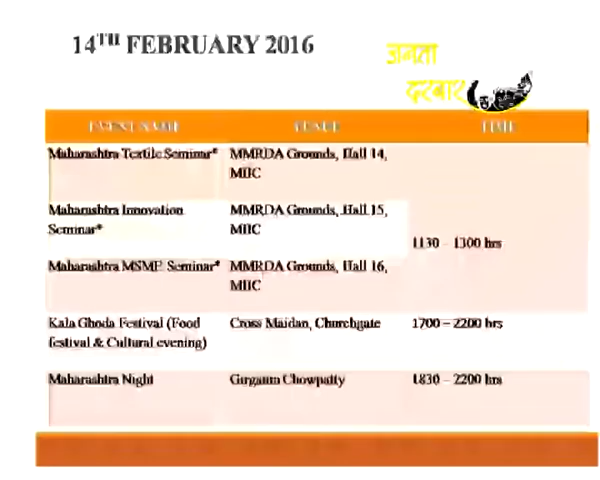 14TH FEBRUARY 2016
जनता
दरबार
EVENT NAME VENUE TIME
Maharashtra Textile Seminar* MMRDA Grounds, Hall 14,
MIIC
Maharashtra Innovation MMRDA Grounds, Hall 15,
Seminar* MIIC
1130 – 1300 hrs
Maharashtra MSME Seminar* MMRDA Grounds, Hall 16,
MIIC
Kala Ghoda Festival (Food Cross Maidan, Churchgate 1700 – 2200 hrs
festival & Cultural evening)
Maharashtra Night Girgaum Chowpatty 1830 – 2200 hrs